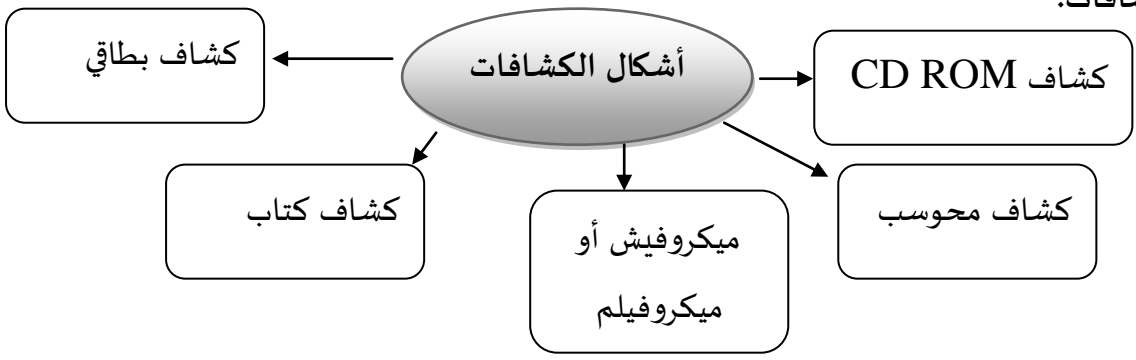 أشكال الكشافات
كشاف CD ROM
كشاف بطاقي
كشاف محوسب
ميكروفيش أو
ميكروفيلم
كشاف كتاب